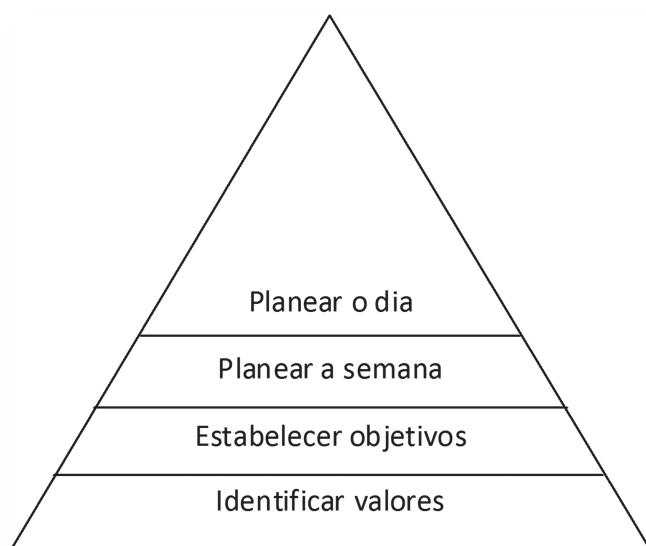 Planear o dia
Planear a semana
Estabelecer objetivos
Identificar valores